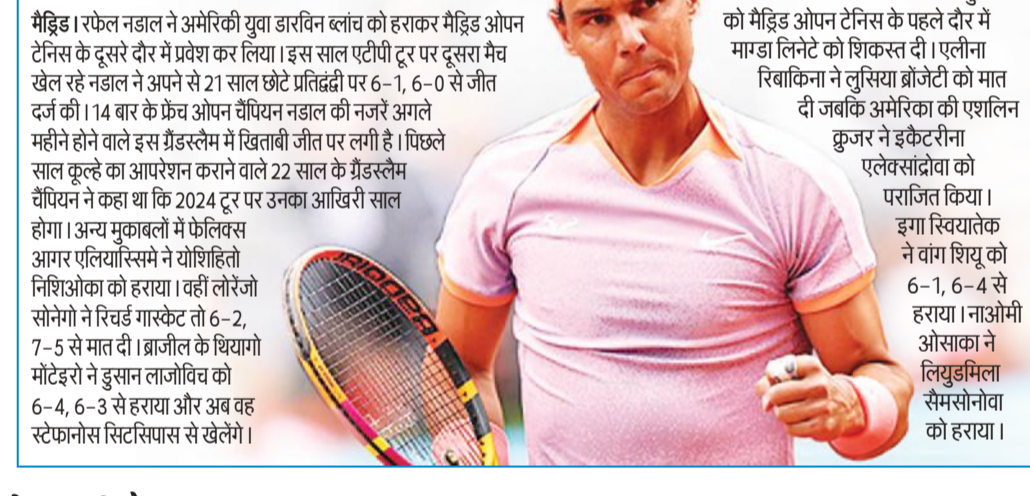 मैड्रिड। रफेल नडाल ने अमेरिकी युवा डारविन ब्लांच को हराकर मैड्रिड ओपन
टेनिस के दूसरे दौर में प्रवेश कर लिया। इस साल एटीपी टूर पर दूसरा मैच
खेल रहे नडाल ने अपने से 21 साल छोटे प्रतिद्वंद्वी पर 6-1, 6-0 से जीत
दर्ज की। 14 बार के फ्रेंच ओपन चैंपियन नडाल की नजरें अगले
महीने होने वाले इस ग्रैंडस्लैम में खिताबी जीत पर लगी है। पिछले
साल कूल्हे का आपरेशन कराने वाले 22 साल के ग्रैंडस्लैम
चैंपियन ने कहा था कि 2024 टूर पर उनका आखिरी साल
होगा। अन्य मुकाबलों में फेलिक्स
आगर एलियास्सिमे ने योशिहितो
निशिओका को हराया। वहीं लोरेंजो
सोनेगो ने रिचर्ड गास्केट तो 6-2,
7-5 से मात दी। ब्राजील के थियागो
मोंटेइरो ने डुसान लाजोविच को
6-4, 6-3 से हराया और अब वह
स्टेफानोस सिटसिपास से खेलेंगे।
को मैड्रिड ओपन टेनिस के पहले दौर में
माग्डा लिनेटे को शिकस्त दी। एलीना
रिबाकिना ने लुसिया ब्रोंजेटी को मात
दी जबकि अमेरिका की एशलिन
क्रुजर ने इकैटरीना
एलेक्सांद्रोवा को
पराजित किया।
इगा स्वियातेक
ने वांग शियू को
6-1, 6-4 से
हराया। नाओमी
ओसाका ने
लियुडमिला
सैमसोनोवा
को हराया।